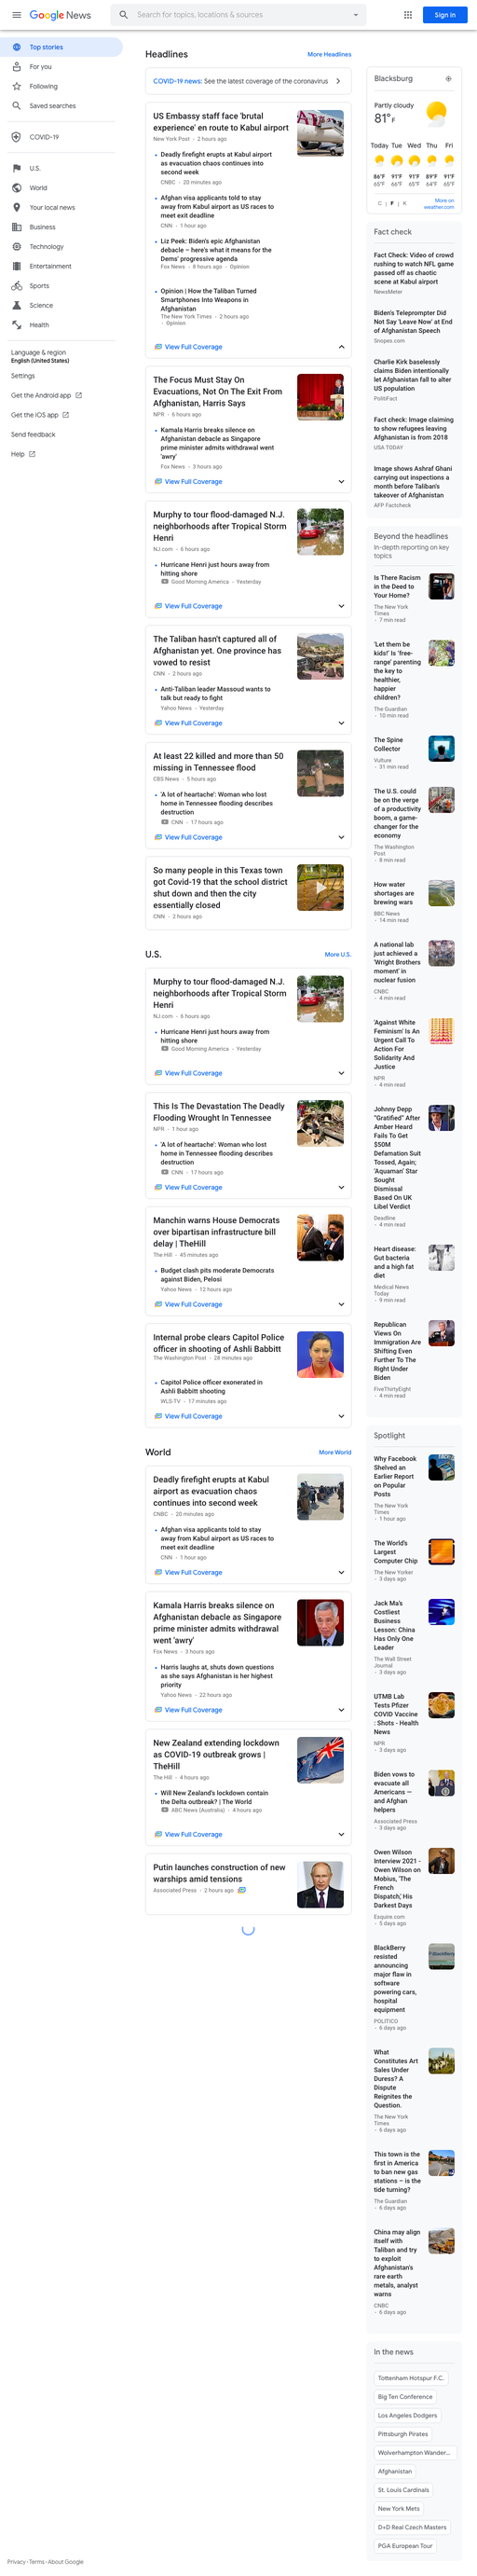 Google News
Search for topics, locations & sources
Sign in
Top stories
For you
Following
Saved searches
COVID-19
U.S.
World
Your local news
Business
Technology
Entertainment
Sports
Science
Health
Language & region
English (United States)
Settings
Get the Android app
Get the iOS app
Send feedback
Help
Headlines
More Headlines
COVID-19 news: See the latest coverage of the coronavirus
US Embassy staff face 'brutal
experience' en route to Kabul airport
New York Post · 2 hours ago
Deadly firefight erupts at Kabul
airport as evacuation chaos continues into
second week
CNBC · 20 minutes ago
Afghan visa applicants told to stay
away from Kabul airport as US races to
meet exit deadline
CNN · 1 hour ago
Liz Peek: Biden's epic Afghanistan
debacle – here's what it means for the
Dems' progressive agenda
Fox News · 8 hours ago · Opinion
Opinion | How the Taliban Turned
Smartphones Into Weapons in
Afghanistan
The New York Times · 2 hours ago
· Opinion
View Full Coverage
The Focus Must Stay On
Evacuations, Not On The Exit From
Afghanistan, Harris Says
NPR · 6 hours ago
Kamala Harris breaks silence on
Afghanistan debacle as Singapore
prime minister admits withdrawal went
'awry'
Fox News · 3 hours ago
View Full Coverage
Murphy to tour flood-damaged N.J.
neighborhoods after Tropical Storm
Henri
NJ.com · 6 hours ago
Hurricane Henri just hours away from
hitting shore
Good Morning America · Yesterday
View Full Coverage
The Taliban hasn't captured all of
Afghanistan yet. One province has
vowed to resist
CNN · 2 hours ago
Anti-Taliban leader Massoud wants to
talk but ready to fight
Yahoo News · Yesterday
View Full Coverage
At least 22 killed and more than 50
missing in Tennessee flood
CBS News · 5 hours ago
'A lot of heartache': Woman who lost
home in Tennessee flooding describes
destruction
CNN · 17 hours ago
View Full Coverage
So many people in this Texas town
got Covid-19 that the school district
shut down and then the city
essentially closed
CNN · 2 hours ago
U.S.
More U.S.
Murphy to tour flood-damaged N.J.
neighborhoods after Tropical Storm
Henri
NJ.com · 6 hours ago
Hurricane Henri just hours away from
hitting shore
Good Morning America · Yesterday
View Full Coverage
This Is The Devastation The Deadly
Flooding Wrought In Tennessee
NPR · 1 hour ago
'A lot of heartache': Woman who lost
home in Tennessee flooding describes
destruction
CNN · 17 hours ago
View Full Coverage
Manchin warns House Democrats
over bipartisan infrastructure bill
delay | TheHill
The Hill · 45 minutes ago
Budget clash pits moderate Democrats
against Biden, Pelosi
Yahoo News · 12 hours ago
View Full Coverage
Internal probe clears Capitol Police
officer in shooting of Ashli Babbitt
The Washington Post · 28 minutes ago
Capitol Police officer exonerated in
Ashli Babbitt shooting
WLS-TV · 17 minutes ago
View Full Coverage
World
More World
Deadly firefight erupts at Kabul
airport as evacuation chaos
continues into second week
CNBC · 20 minutes ago
Afghan visa applicants told to stay
away from Kabul airport as US races to
meet exit deadline
CNN · 1 hour ago
View Full Coverage
Kamala Harris breaks silence on
Afghanistan debacle as Singapore
prime minister admits withdrawal
went 'awry'
Fox News · 3 hours ago
Harris laughs at, shuts down questions
as she says Afghanistan is her highest
priority
Yahoo News · 22 hours ago
View Full Coverage
New Zealand extending lockdown
as COVID-19 outbreak grows |
TheHill
The Hill · 4 hours ago
Will New Zealand's lockdown contain
the Delta outbreak? | The World
ABC News (Australia) · 4 hours ago
View Full Coverage
Putin launches construction of new
warships amid tensions
Associated Press · 2 hours ago
Blacksburg
Partly cloudy
81° F
Today Tue Wed Thu Fri
86°F 91°F 91°F 89°F 91°F
65°F 66°F 65°F 64°F 65°F
C | F | K
More on
weather.com
Fact check
Fact Check: Video of crowd
rushing to watch NFL game
passed off as chaotic
scene at Kabul airport
NewsMeter
Biden's Teleprompter Did
Not Say 'Leave Now' at End
of Afghanistan Speech
Snopes.com
Charlie Kirk baselessly
claims Biden intentionally
let Afghanistan fall to alter
US population
PolitiFact
Fact check: Image claiming
to show refugees leaving
Afghanistan is from 2018
USA TODAY
Image shows Ashraf Ghani
carrying out inspections a
month before Taliban's
takeover of Afghanistan
AFP Factcheck
Beyond the headlines
In-depth reporting on key
topics
Is There Racism
in the Deed to
Your Home?
The New York
Times
· 7 min read
'Let them be
kids!' Is 'free-
range' parenting
the key to
healthier,
happier
children?
The Guardian
· 10 min read
The Spine
Collector
Vulture
· 31 min read
The U.S. could
be on the verge
of a productivity
boom, a game-
changer for the
economy
The Washington
Post
· 8 min read
How water
shortages are
brewing wars
BBC News
· 14 min read
A national lab
just achieved a
'Wright Brothers
moment' in
nuclear fusion
CNBC
· 4 min read
'Against White
Feminism' Is An
Urgent Call To
Action For
Solidarity And
Justice
NPR
· 4 min read
Johnny Depp
"Gratified" After
Amber Heard
Fails To Get
$50M
Defamation Suit
Tossed, Again;
'Aquaman' Star
Sought
Dismissal
Based On UK
Libel Verdict
Deadline
· 4 min read
Heart disease:
Gut bacteria
and a high fat
diet
Medical News
Today
· 9 min read
Republican
Views On
Immigration Are
Shifting Even
Further To The
Right Under
Biden
FiveThirtyEight
· 4 min read
Spotlight
Why Facebook
Shelved an
Earlier Report
on Popular
Posts
The New York
Times
· 1 hour ago
The World's
Largest
Computer Chip
The New Yorker
· 3 days ago
Jack Ma's
Costliest
Business
Lesson: China
Has Only One
Leader
The Wall Street
Journal
· 3 days ago
UTMB Lab
Tests Pfizer
COVID Vaccine
: Shots - Health
News
NPR
· 3 days ago
Biden vows to
evacuate all
Americans —
and Afghan
helpers
Associated Press
· 3 days ago
Owen Wilson
Interview 2021 -
Owen Wilson on
Mobius, 'The
French
Dispatch,' His
Darkest Days
Esquire.com
· 5 days ago
BlackBerry
resisted
announcing
major flaw in
software
powering cars,
hospital
equipment
POLITICO
· 6 days ago
What
Constitutes Art
Sales Under
Duress? A
Dispute
Reignites the
Question.
The New York
Times
· 6 days ago
This town is the
first in America
to ban new gas
stations – is the
tide turning?
The Guardian
· 6 days ago
China may align
itself with
Taliban and try
to exploit
Afghanistan's
rare earth
metals, analyst
warns
CNBC
· 6 days ago
In the news
Tottenham Hotspur F.C.
Big Ten Conference
Los Angeles Dodgers
Pittsburgh Pirates
Wolverhampton Wander...
Afghanistan
St. Louis Cardinals
New York Mets
D+D Real Czech Masters
PGA European Tour
Privacy · Terms · About Google